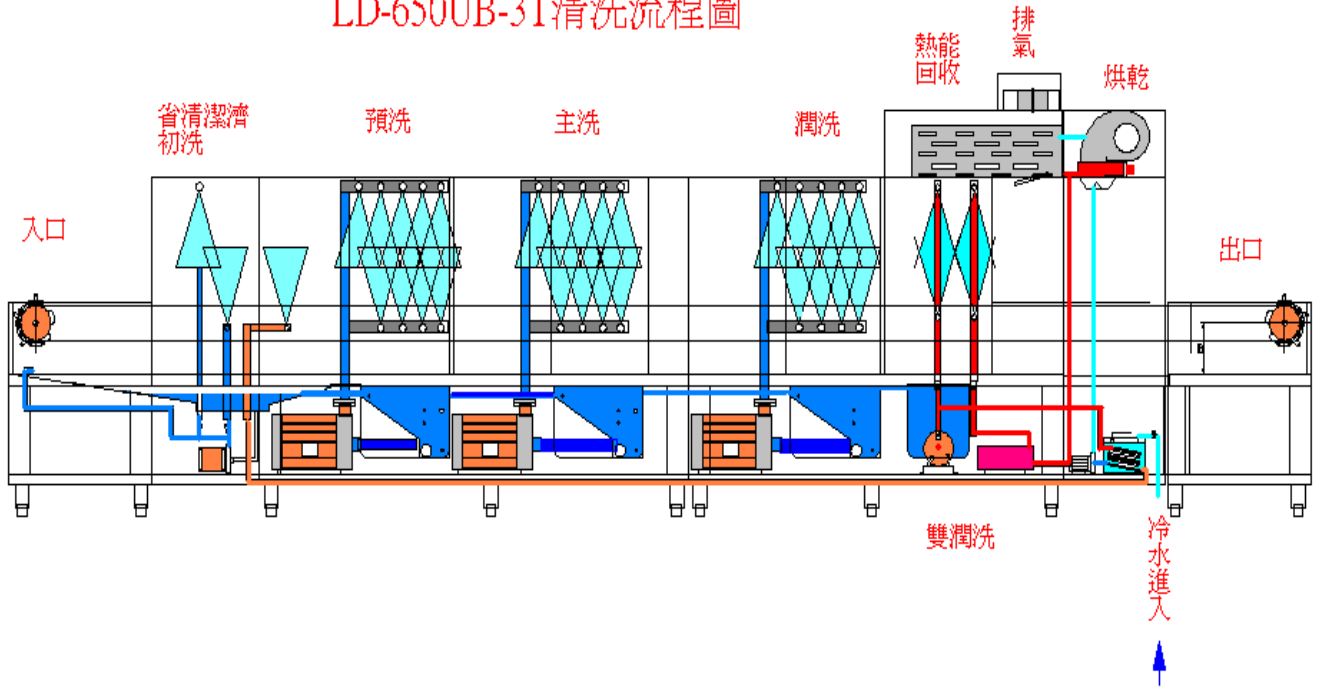 LD-650UB-3T清洗流程圖
排
氣
熱能
回收
烘乾
省清潔濟
初洗
預洗
主洗
潤洗
入口
出口
雙潤洗
冷
水
進
入